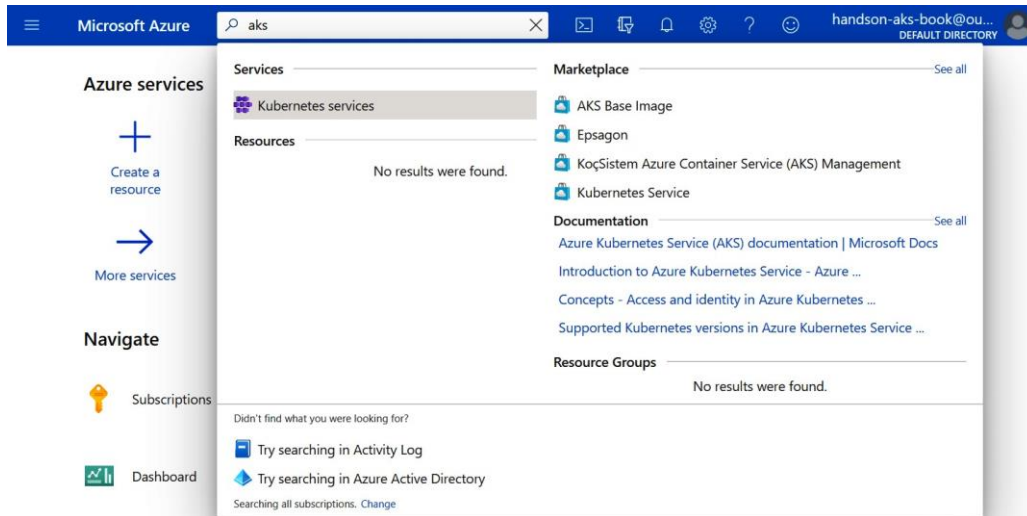 Microsoft Azure
aks
handson-aks-book@ou...
DEFAULT DIRECTORY
Azure services
Create a
resource
More services
Navigate
Subscriptions
Dashboard
Services
Kubernetes services
Resources
No results were found.
Marketplace
See all
AKS Base Image
Epsagon
KoçSistem Azure Container Service (AKS) Management
Kubernetes Service
Documentation
See all
Azure Kubernetes Service (AKS) documentation | Microsoft Docs
Introduction to Azure Kubernetes Service - Azure ...
Concepts - Access and identity in Azure Kubernetes ...
Supported Kubernetes versions in Azure Kubernetes Service ...
Resource Groups
No results were found.
Didn't find what you were looking for?
Try searching in Activity Log
Try searching in Azure Active Directory
Searching all subscriptions. Change